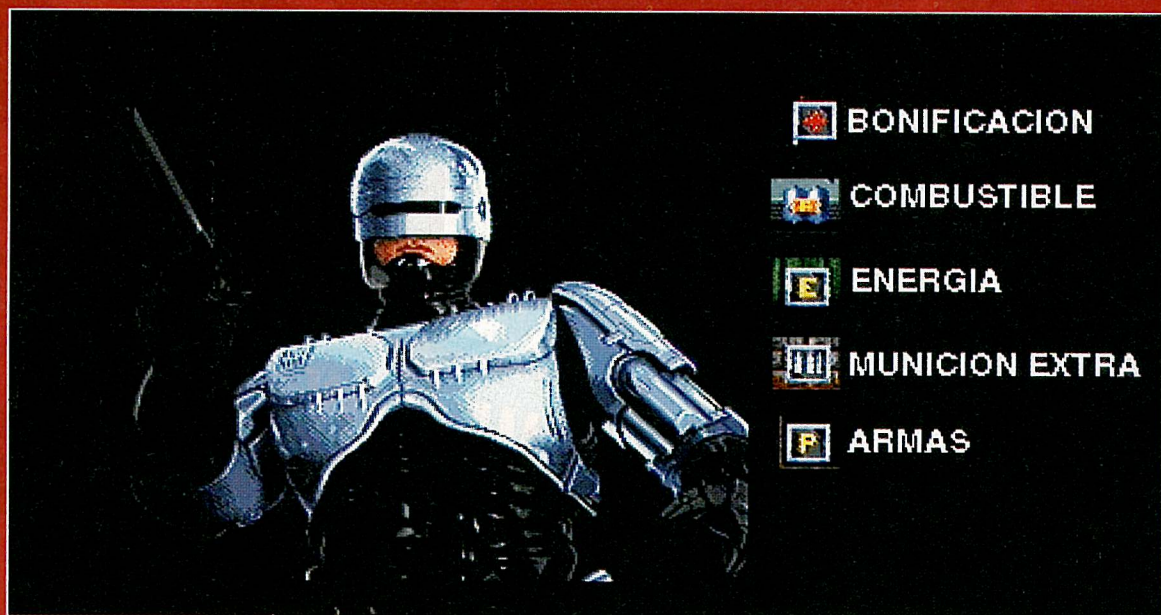 BONIFICACION
COMBUSTIBLE
E ENERGIA
MUNICION EXTRA
P ARMAS